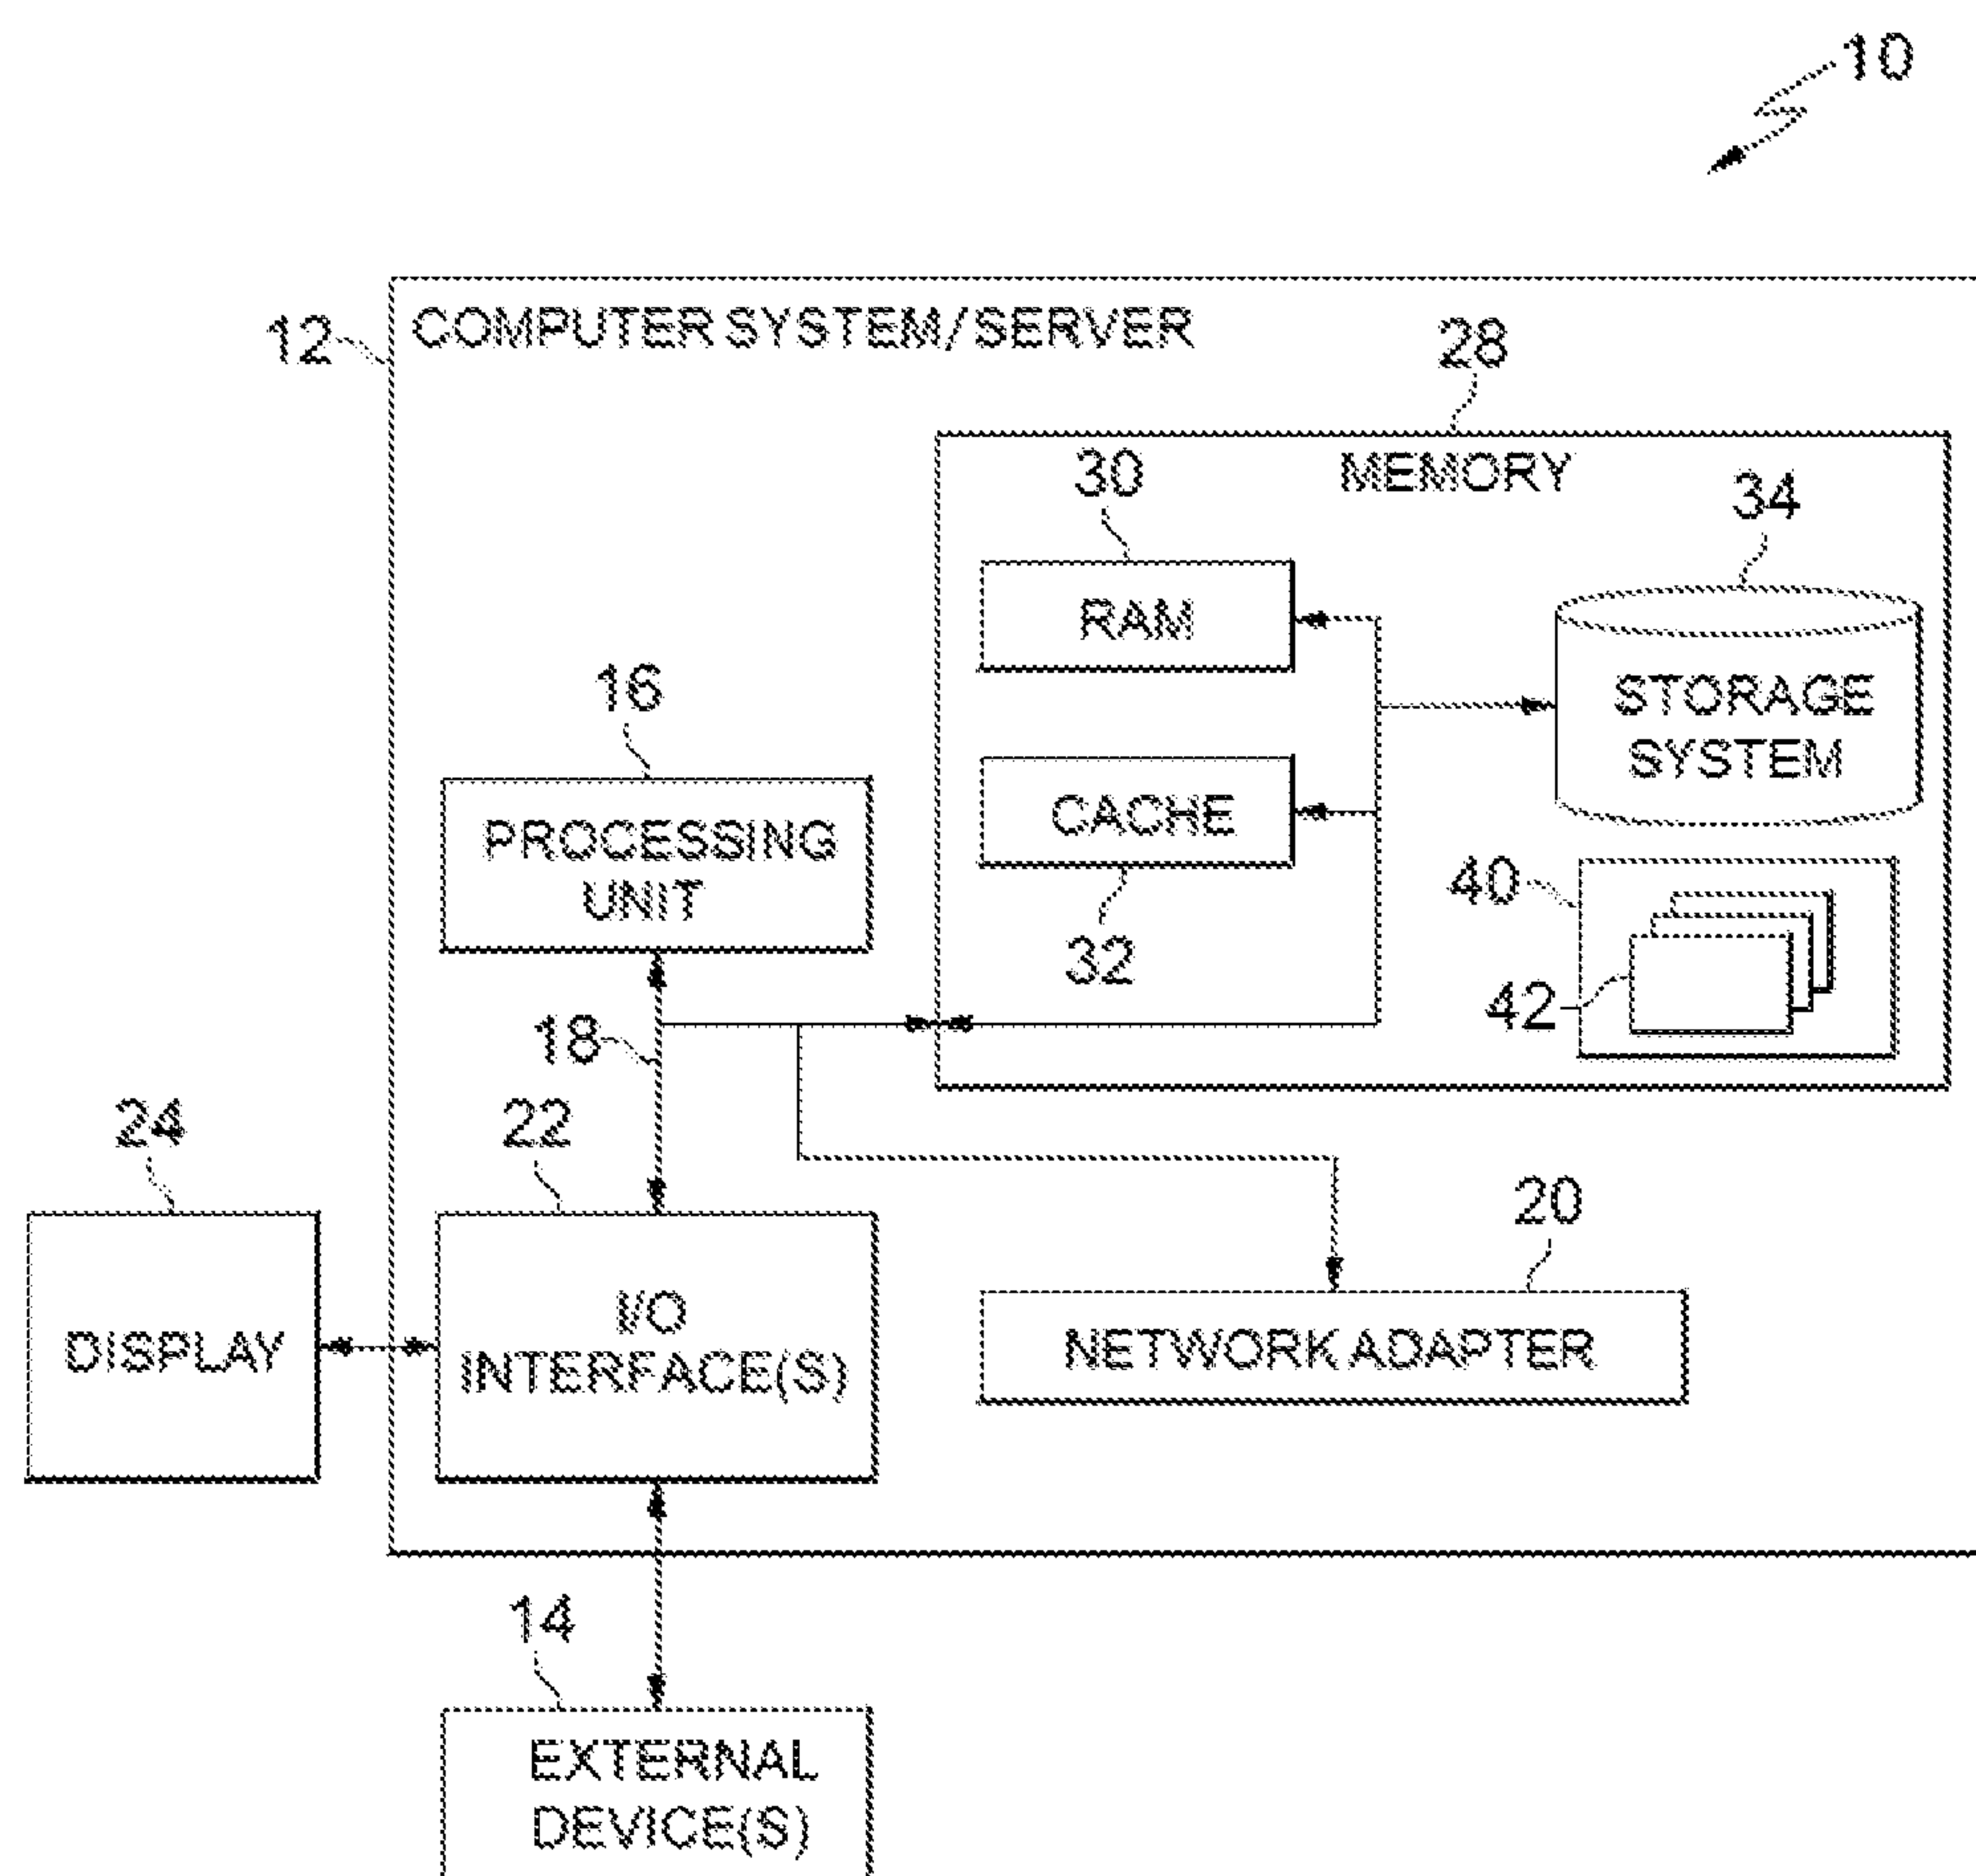 10
12
COMPUTER SYSTEM/SERVER
28
MEMORY
30
34
RAM
STORAGE
SYSTEM
16
CACHE
PROCESSING
UNIT
32
40
42
18
24
22
20
DISPLAY
I/O
INTERFACE(S)
NETWORK ADAPTER
14
EXTERNAL
DEVICE(S)